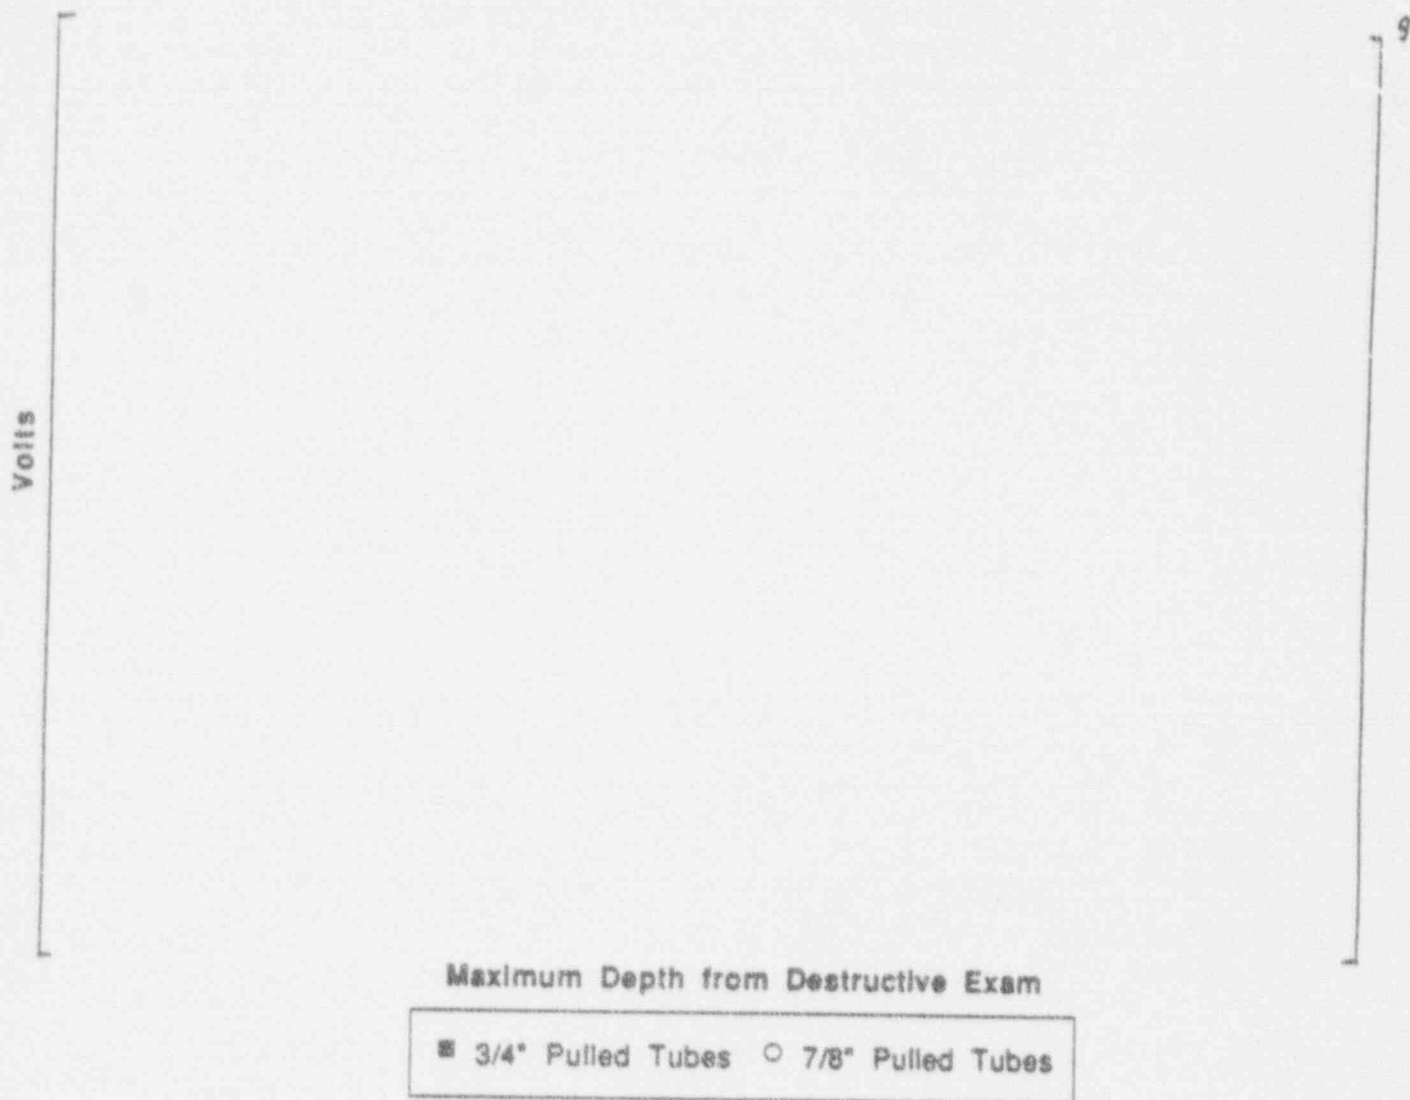 Volts
Maximum Depth from Destructive Exam
■ 3/4" Pulled Tubes ○ 7/8" Pulled Tubes